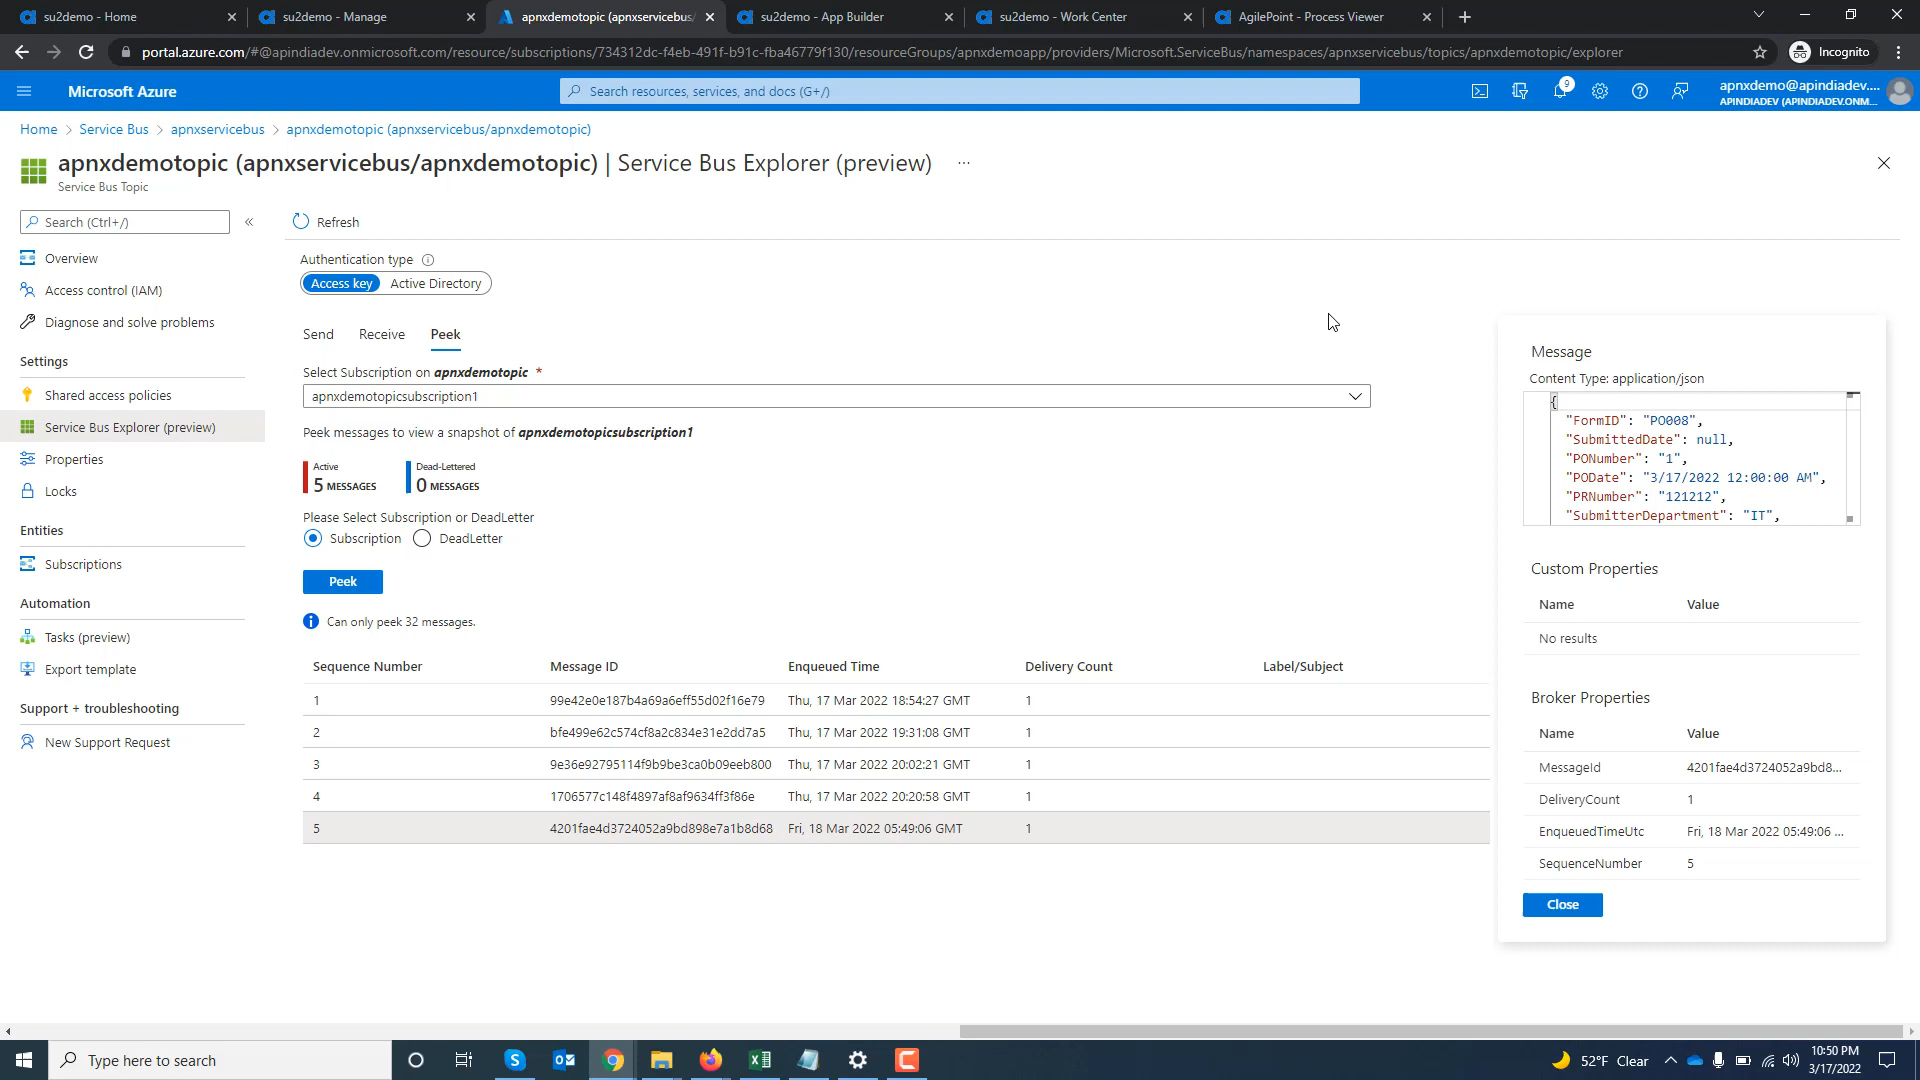 su2demo - Home
su2demo - Manage
apnxdemotopic (apnxservicebus/
su2demo - App Builder
su2demo - Work Center
AgilePoint - Process Viewer
portal.azure.com/#@apindiadev.onmicrosoft.com/resource/subscriptions/734312dc-f4eb-491f-b91c-fba46779f130/resourceGroups/apnxdemoapp/providers/Microsoft.ServiceBus/namespaces/apnxservicebus/topics/apnxdemotopic/explorer
Incognito
Microsoft Azure
Search resources, services, and docs (G+/)
9
apnxdemo@apindiadev....
APINDIADEV (APINDIADEV.ONM...
Home > Service Bus > apnxservicebus > apnxdemotopic (apnxservicebus/apnxdemotopic)
apnxdemotopic (apnxservicebus/apnxdemotopic) | Service Bus Explorer (preview) ...
Service Bus Topic
Search (Ctrl+/)
«
Refresh
Overview
Access control (IAM)
Diagnose and solve problems
Settings
Shared access policies
Service Bus Explorer (preview)
Properties
Locks
Entities
Subscriptions
Automation
Tasks (preview)
Export template
Support + troubleshooting
New Support Request
Authentication type
Access key Active Directory
Send Receive Peek
Select Subscription on apnxdemotopic *
apnxdemotopicsubscription1
Peek messages to view a snapshot of apnxdemotopicsubscription1
Active
5 MESSAGES
Dead-Lettered
0 MESSAGES
Please Select Subscription or DeadLetter
Subscription DeadLetter
Peek
Can only peek 32 messages.
Sequence Number Message ID Enqueued Time Delivery Count Label/Subject
1 99e42e0e187b4a69a6eff55d02f16e79 Thu, 17 Mar 2022 18:54:27 GMT 1
2 bfe499e62c574cf8a2c834e31e2dd7a5 Thu, 17 Mar 2022 19:31:08 GMT 1
3 9e36e92795114f9b9be3ca0b09eeb800 Thu, 17 Mar 2022 20:02:21 GMT 1
4 1706577c148f4897af8af9634ff3f86e Thu, 17 Mar 2022 20:20:58 GMT 1
5 4201fae4d3724052a9bd898e7a1b8d68 Fri, 18 Mar 2022 05:49:06 GMT 1
Message
Content Type: application/json
{
"FormID": "PO008",
"SubmittedDate": null,
"PONumber": "1",
"PODate": "3/17/2022 12:00:00 AM",
"PRNumber": "121212",
"SubmitterDepartment": "IT",
Custom Properties
Name Value
No results
Broker Properties
Name Value
MessageId 4201fae4d3724052a9bd8...
DeliveryCount 1
EnqueuedTimeUtc Fri, 18 Mar 2022 05:49:06 ...
SequenceNumber 5
Close
Type here to search
52°F Clear
10:50 PM
3/17/2022